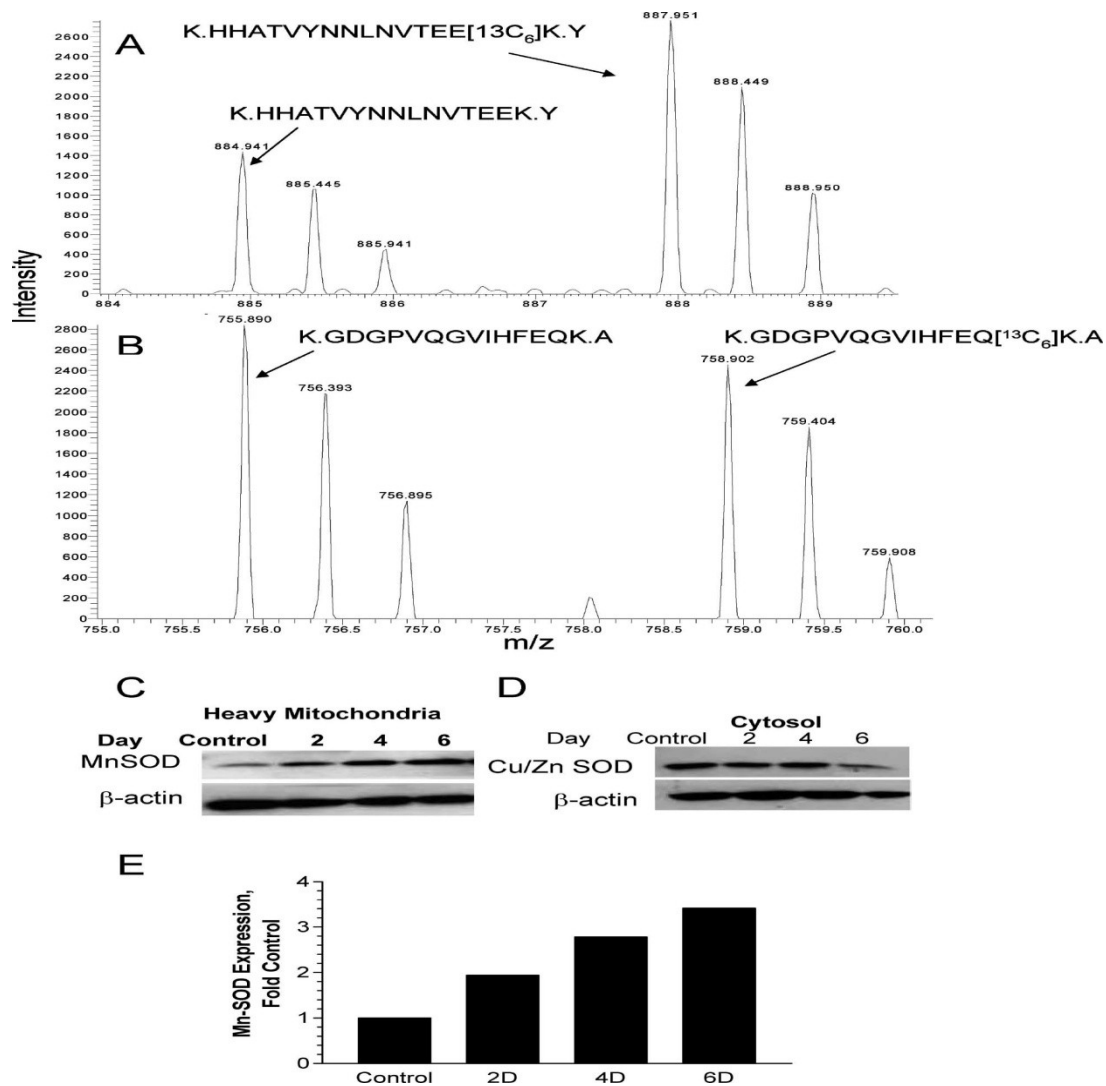 A
K.HHATVYNNLNVTEE[13C₆]K.Y
K.HHATVYNNLNVTEEK.Y
887.951
888.449
884.941
885.445
888.950
885.941
2600
2400
2200
2000
1800
1600
1400
1200
1000
800
600
400
200
0
884 885 886 887 888 889
Intensity
B
K.GDGPVQGVIHFEQK.A
K.GDGPVQGVIHFEQ[¹³C₆]K.A
755.890
756.393
756.895
758.902
759.404
759.908
2800
2600
2400
2200
2000
1800
1600
1400
1200
1000
800
600
400
200
0
755.0 755.5 756.0 756.5 757.0 757.5 758.0 758.5 759.0 759.5 760.0
m/z
C
Heavy Mitochondria
Day Control 2 4 6
MnSOD
β-actin
D
Cytosol
Day Control 2 4 6
Cu/Zn SOD
β-actin
E
Mn-SOD Expression,
Fold Control
4
3
2
1
0
Control 2D 4D 6D